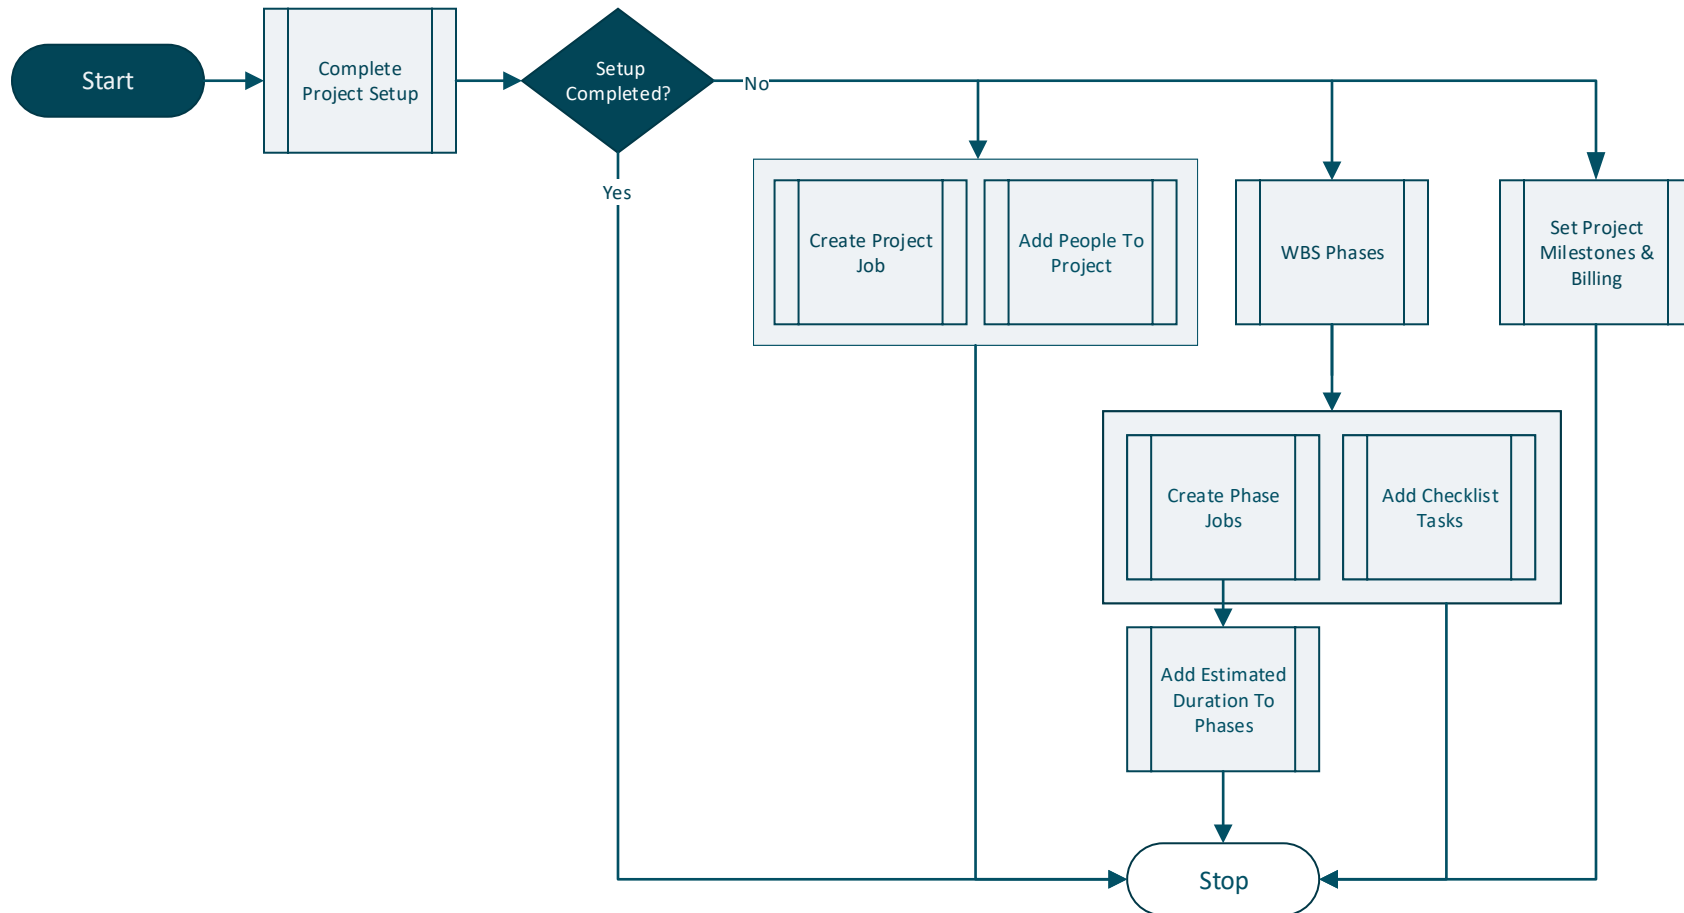 Start
Complete
Project Setup
Setup
Completed?
No
Yes
Create Project
Job
Add People To
Project
WBS Phases
Set Project
Milestones &
Billing
Create Phase
Jobs
Add Checklist
Tasks
Add Estimated
Duration To
Phases
Stop